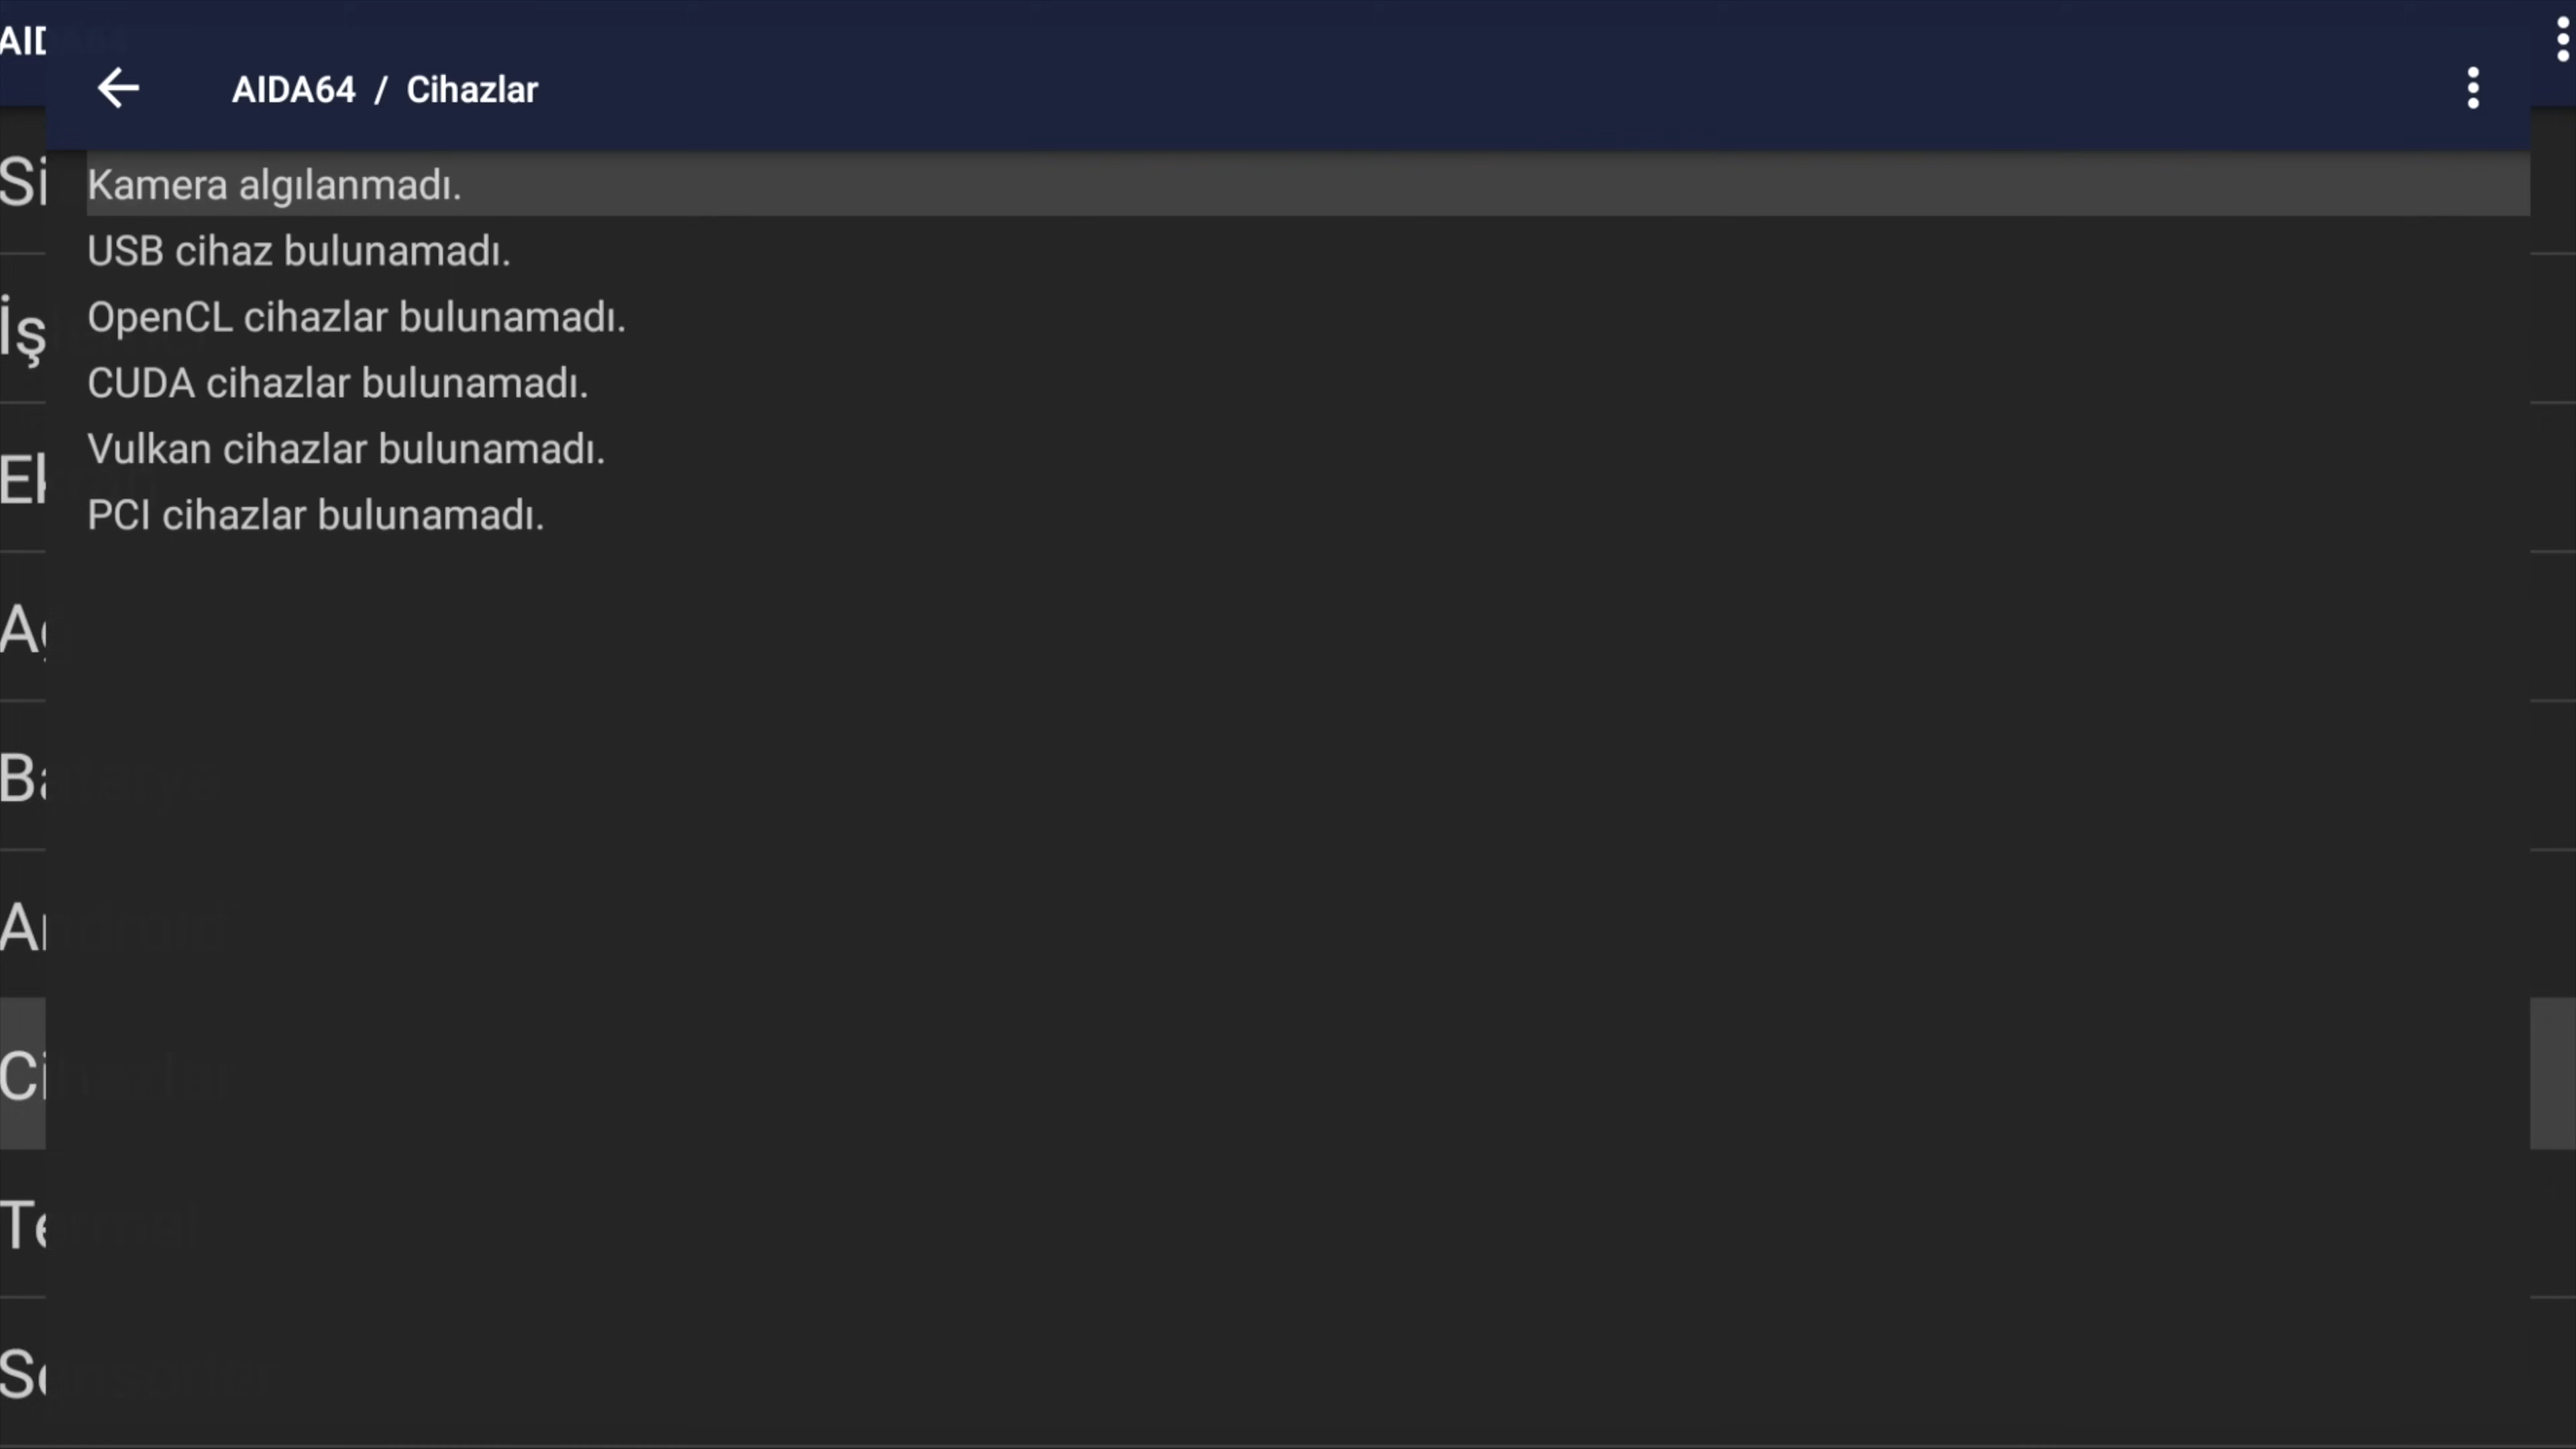 AIDA64 / Cihazlar
Kamera algılanmadı.
USB cihaz bulunamadı.
OpenCL cihazlar bulunamadı.
CUDA cihazlar bulunamadı.
Vulkan cihazlar bulunamadı.
PCI cihazlar bulunamadı.